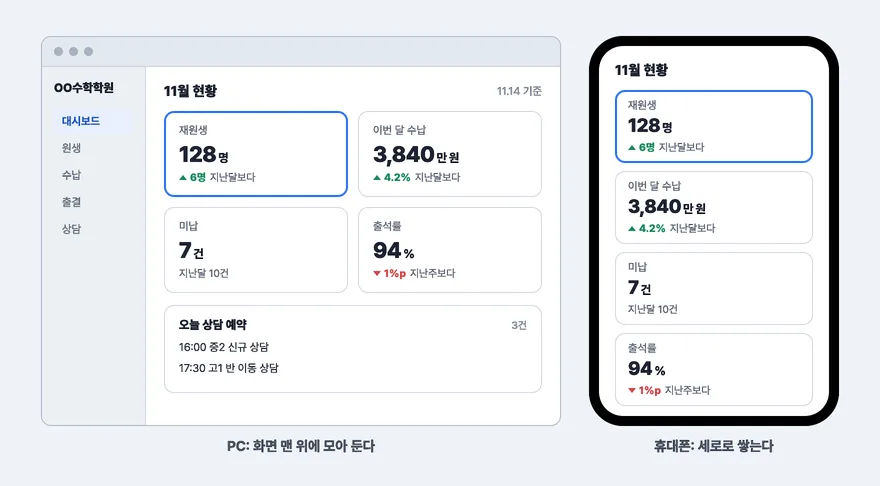 OO수학학원
대시보드
원생
수납
출결
상담
11월 현황
11.14 기준
재원생
128명
▲ 6명 지난달보다
이번 달 수납
3,840만 원
▲ 4.2% 지난달보다
미납
7건
지난달 10건
출석률
94%
▼ 1%p 지난주보다
오늘 상담 예약
3건
16:00 중2 신규 상담
17:30 고1 반 이동 상담
PC: 화면 맨 위에 모아 둔다
11월 현황
재원생
128명
▲ 6명 지난달보다
이번 달 수납
3,840만 원
▲ 4.2% 지난달보다
미납
7건
지난달 10건
출석률
94%
▼ 1%p 지난주보다
휴대폰: 세로로 쌓는다